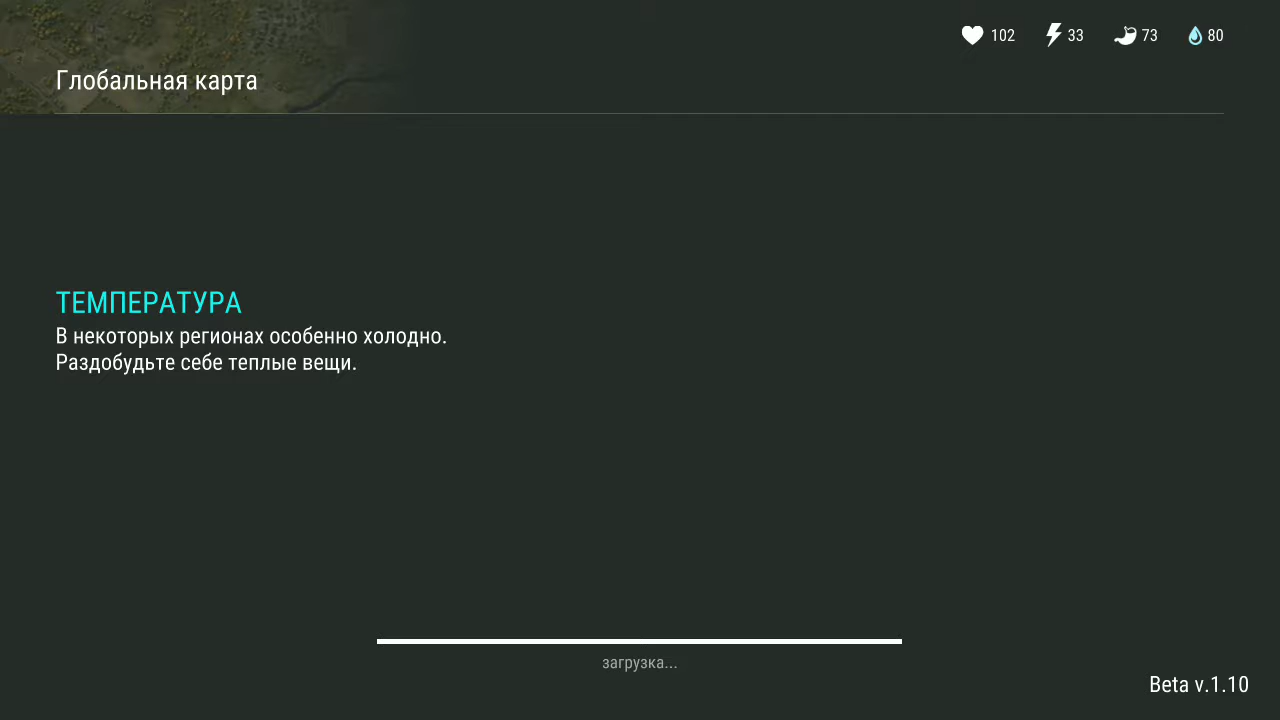 102 33 73 80
Глобальная карта
ТЕМПЕРАТУРА
В некоторых регионах особенно холодно.
Раздобудьте себе теплые вещи.
загрузка...
Beta v.1.10